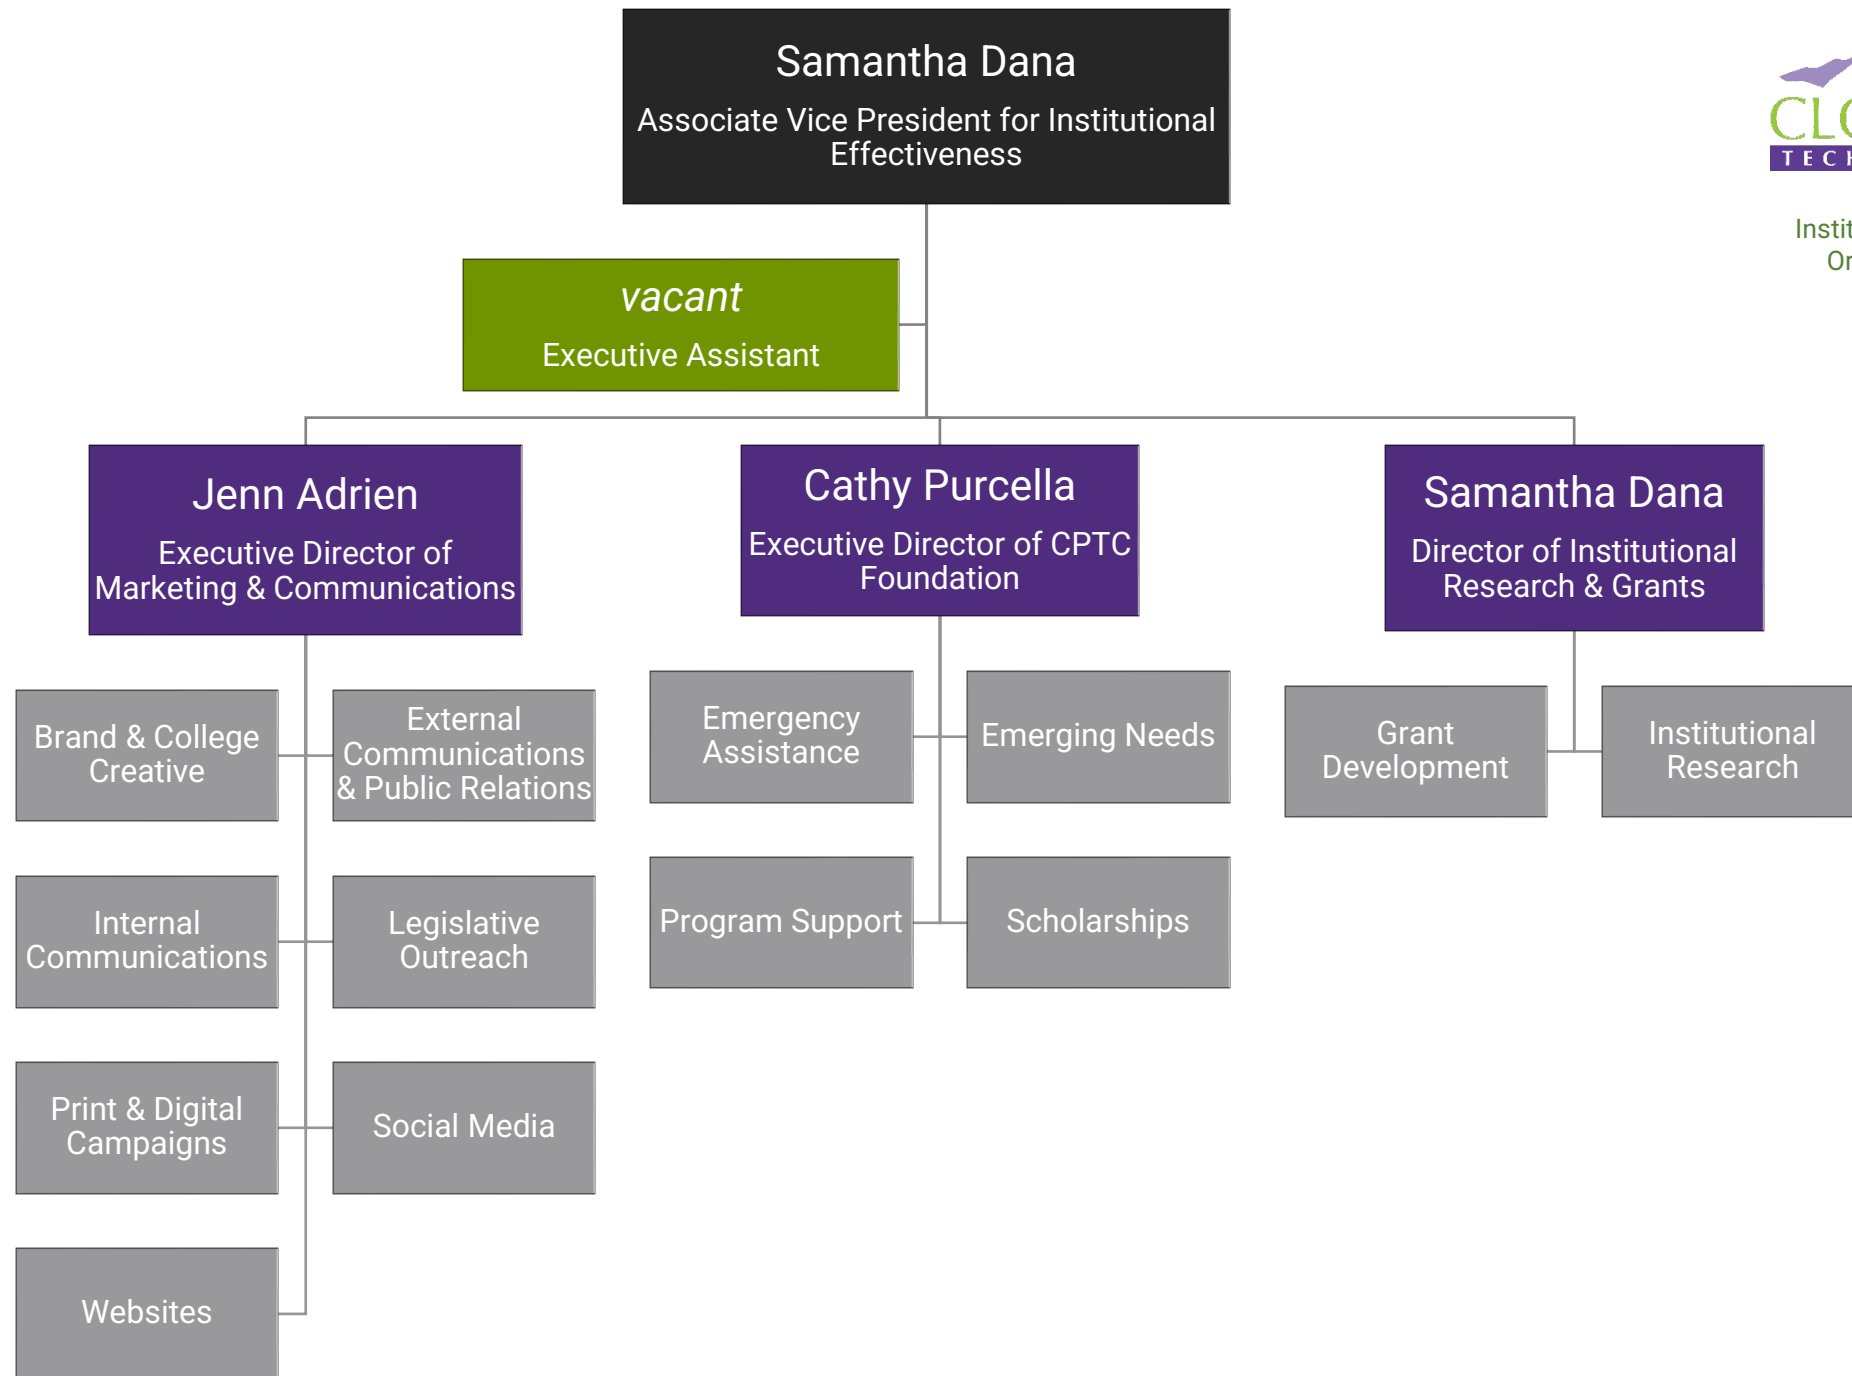 Samantha Dana
Associate Vice President for Institutional
Effectiveness
vacant
Executive Assistant
Jenn Adrien
Executive Director of
Marketing & Communications
Cathy Purcella
Executive Director of CPTC
Foundation
Samantha Dana
Director of Institutional
Research & Grants
Brand & College
Creative
External
Communications
& Public Relations
Internal
Communications
Legislative
Outreach
Print & Digital
Campaigns
Social Media
Websites
Emergency
Assistance
Emerging Needs
Program Support
Scholarships
Grant
Development
Institutional
Research